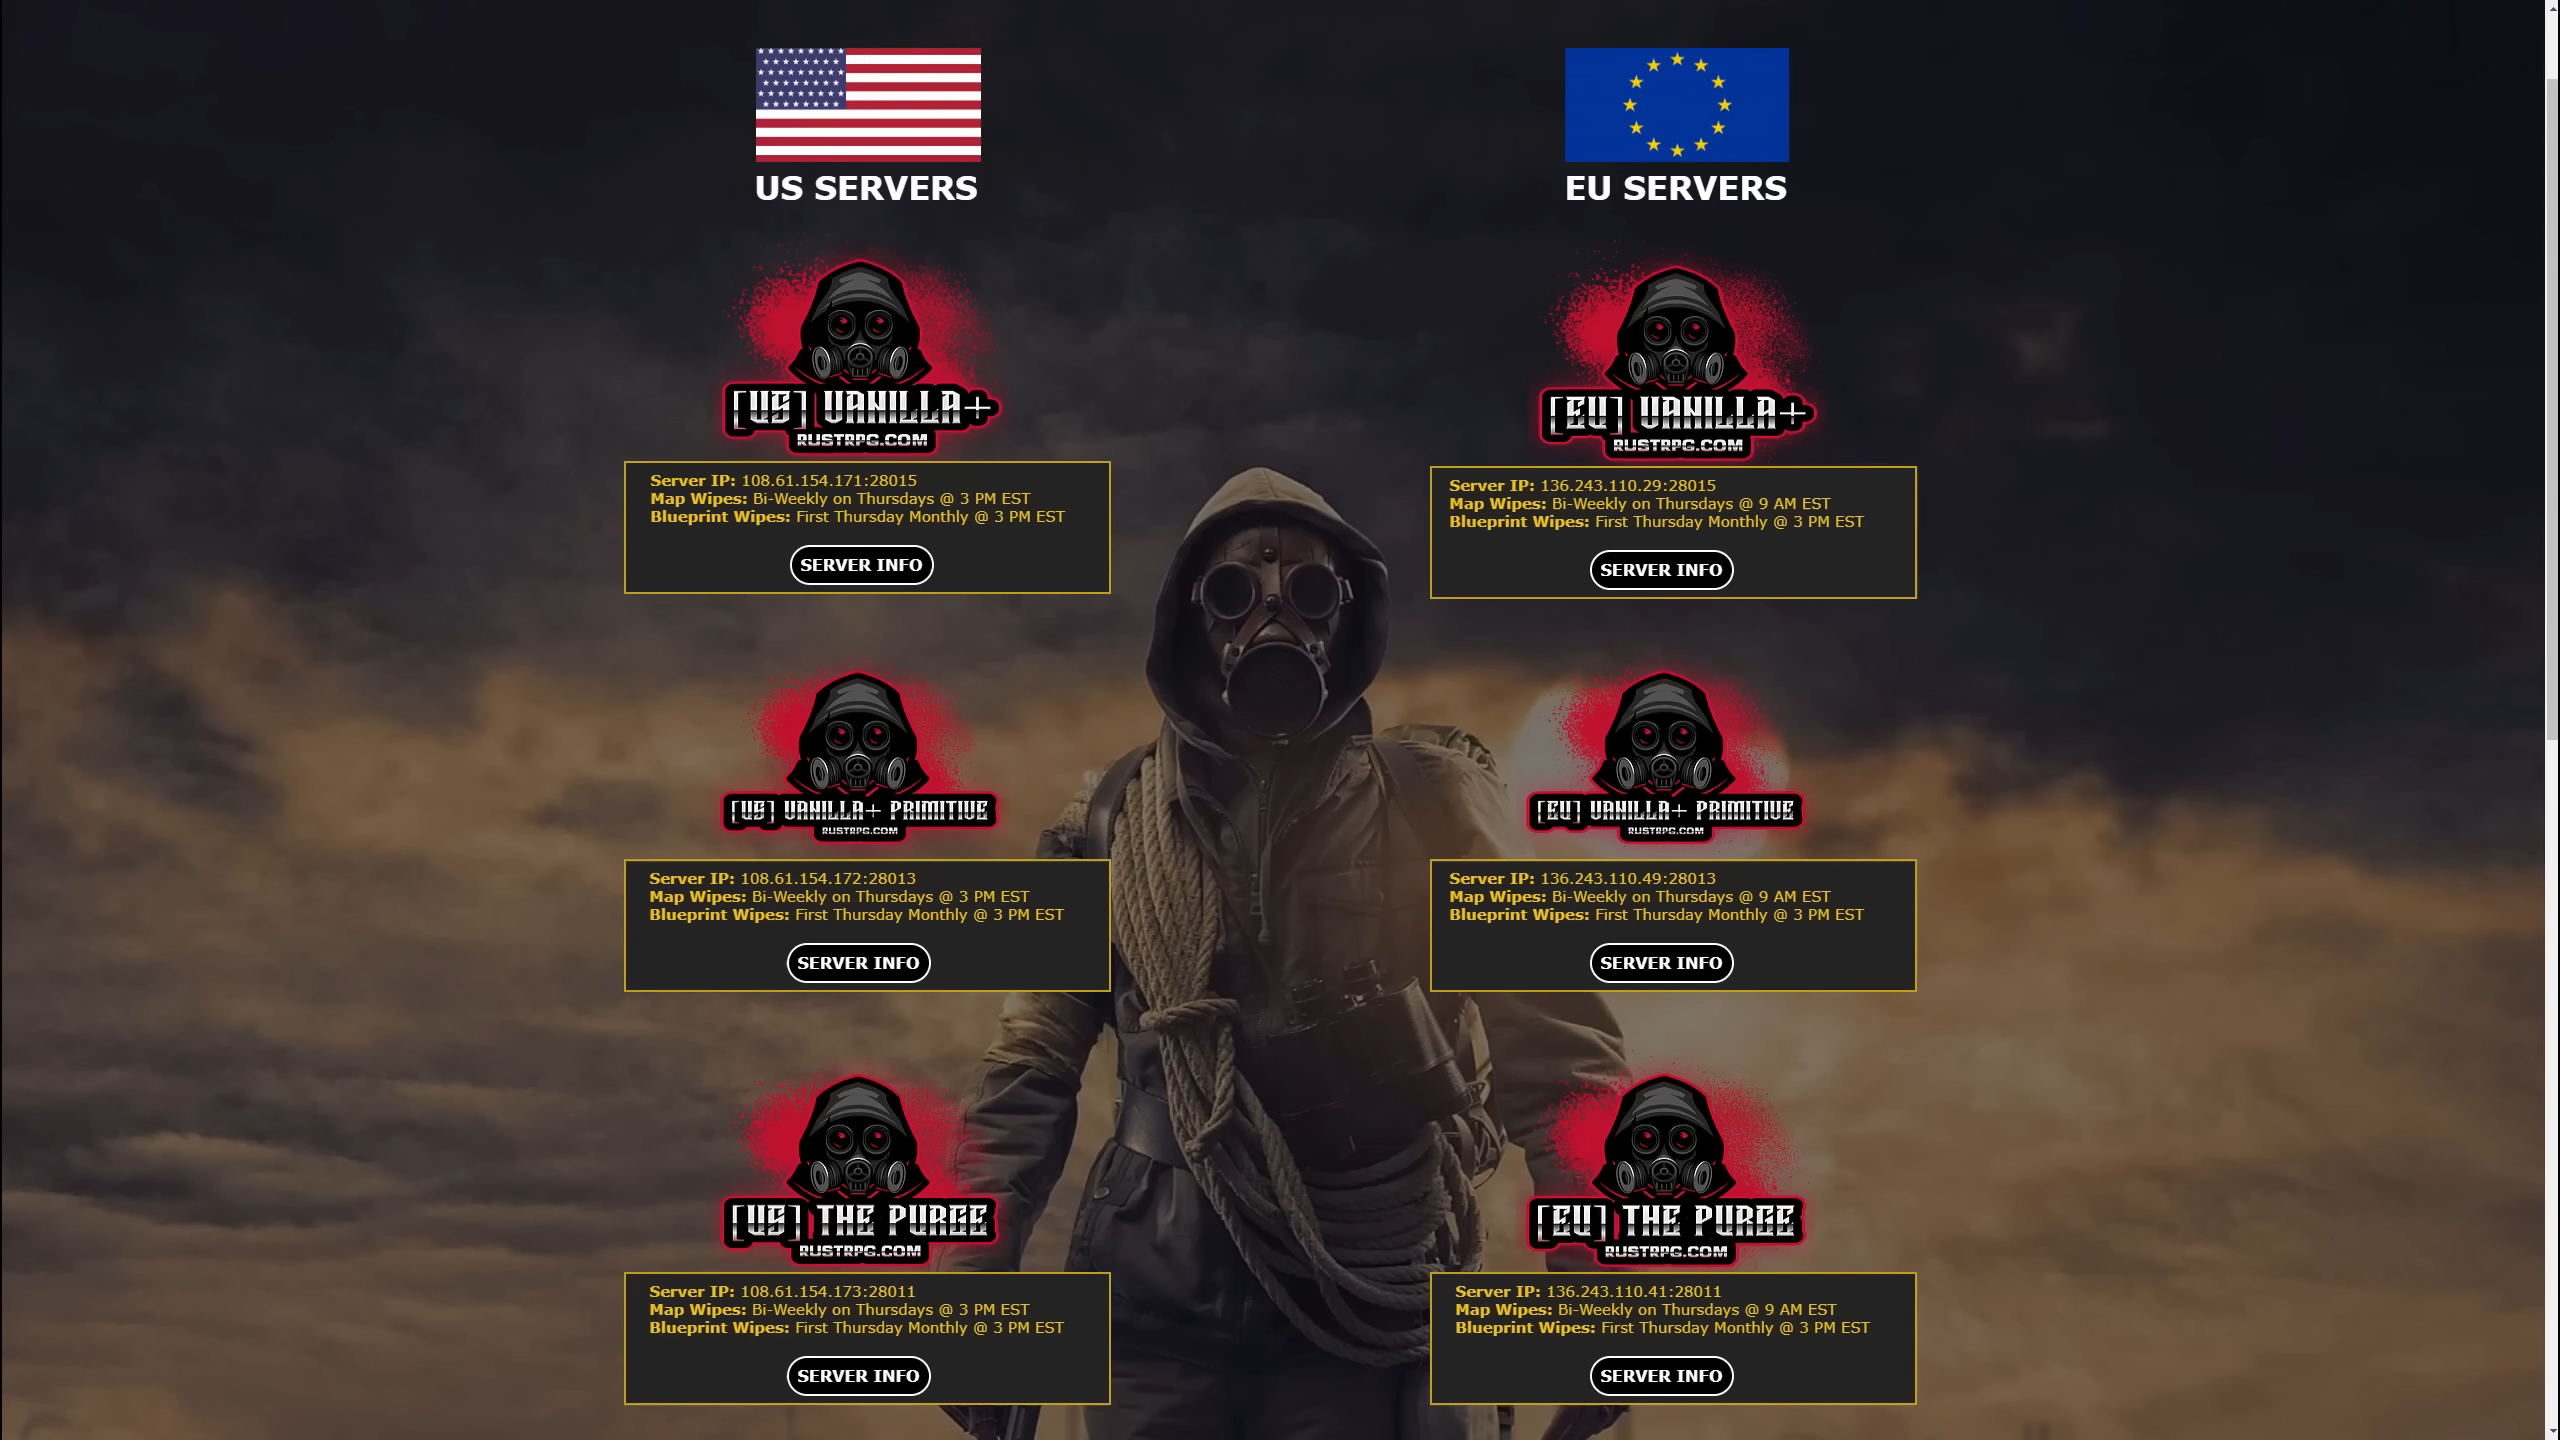 US SERVERS
[US] VANILLA+
RUSTRPG.COM
Server IP: 108.61.154.171:28015
Map Wipes: Bi-Weekly on Thursdays @ 3 PM EST
Blueprint Wipes: First Thursday Monthly @ 3 PM EST
SERVER INFO
[US] VANILLA+ PRIMITIVE
RUSTRPG.COM
Server IP: 108.61.154.172:28013
Map Wipes: Bi-Weekly on Thursdays @ 3 PM EST
Blueprint Wipes: First Thursday Monthly @ 3 PM EST
SERVER INFO
[US] THE PURGE
RUSTRPG.COM
Server IP: 108.61.154.173:28011
Map Wipes: Bi-Weekly on Thursdays @ 3 PM EST
Blueprint Wipes: First Thursday Monthly @ 3 PM EST
SERVER INFO
EU SERVERS
[EU] VANILLA+
RUSTRPG.COM
Server IP: 136.243.110.29:28015
Map Wipes: Bi-Weekly on Thursdays @ 9 AM EST
Blueprint Wipes: First Thursday Monthly @ 3 PM EST
SERVER INFO
[EU] VANILLA+ PRIMITIVE
RUSTRPG.COM
Server IP: 136.243.110.49:28013
Map Wipes: Bi-Weekly on Thursdays @ 9 AM EST
Blueprint Wipes: First Thursday Monthly @ 3 PM EST
SERVER INFO
[EU] THE PURGE
RUSTRPG.COM
Server IP: 136.243.110.41:28011
Map Wipes: Bi-Weekly on Thursdays @ 9 AM EST
Blueprint Wipes: First Thursday Monthly @ 3 PM EST
SERVER INFO